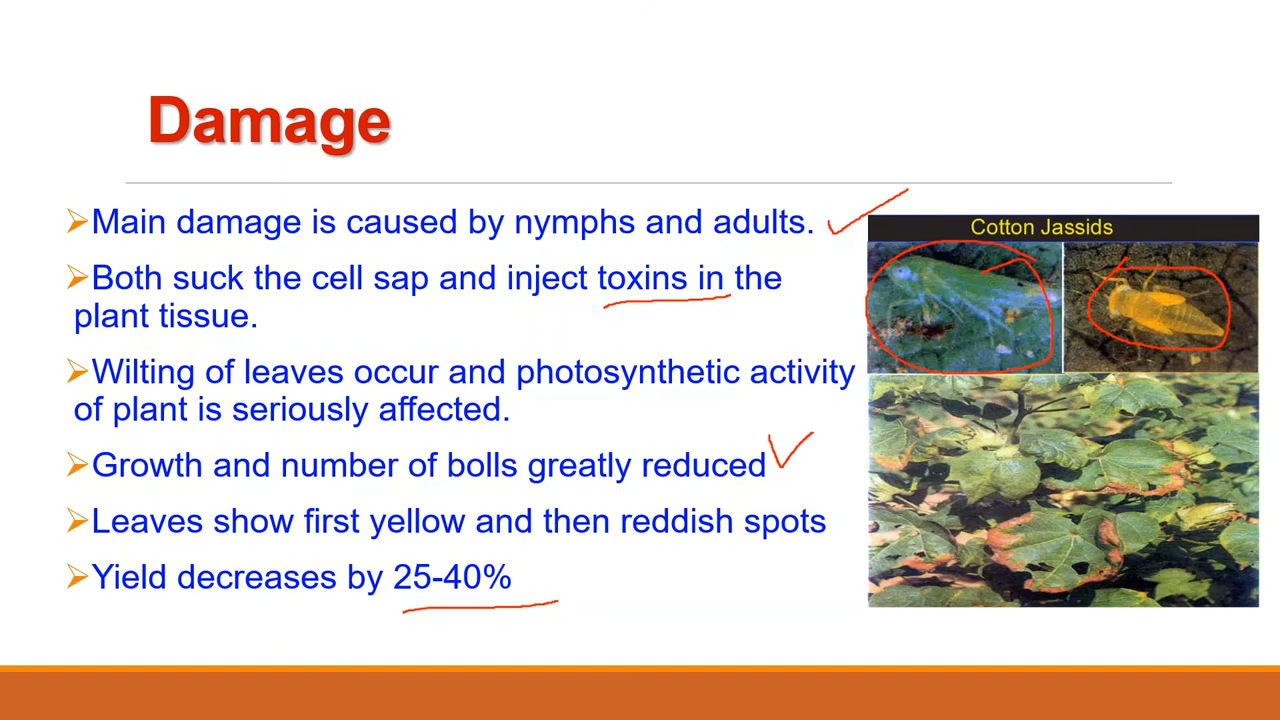 Damage
➢Main damage is caused by nymphs and adults.
Cotton Jassids
➢Both suck the cell sap and inject toxins in the
plant tissue.
➢Wilting of leaves occur and photosynthetic activity
of plant is seriously affected.
➢Growth and number of bolls greatly reduced
➢Leaves show first yellow and then reddish spots
➢Yield decreases by 25-40%